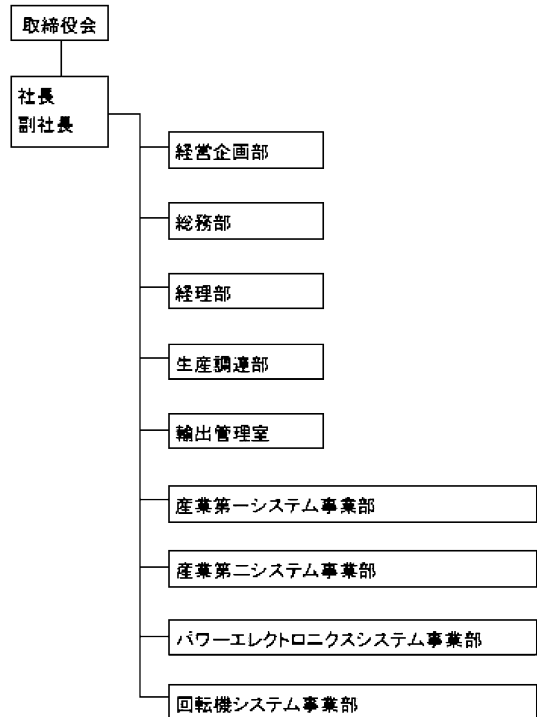 取締役会
社長
副社長
経営企画部
総務部
経理部
生産調達部
輸出管理室
産業第一システム事業部
産業第二システム事業部
パワーエレクトロニクスシステム事業部
回転機システム事業部